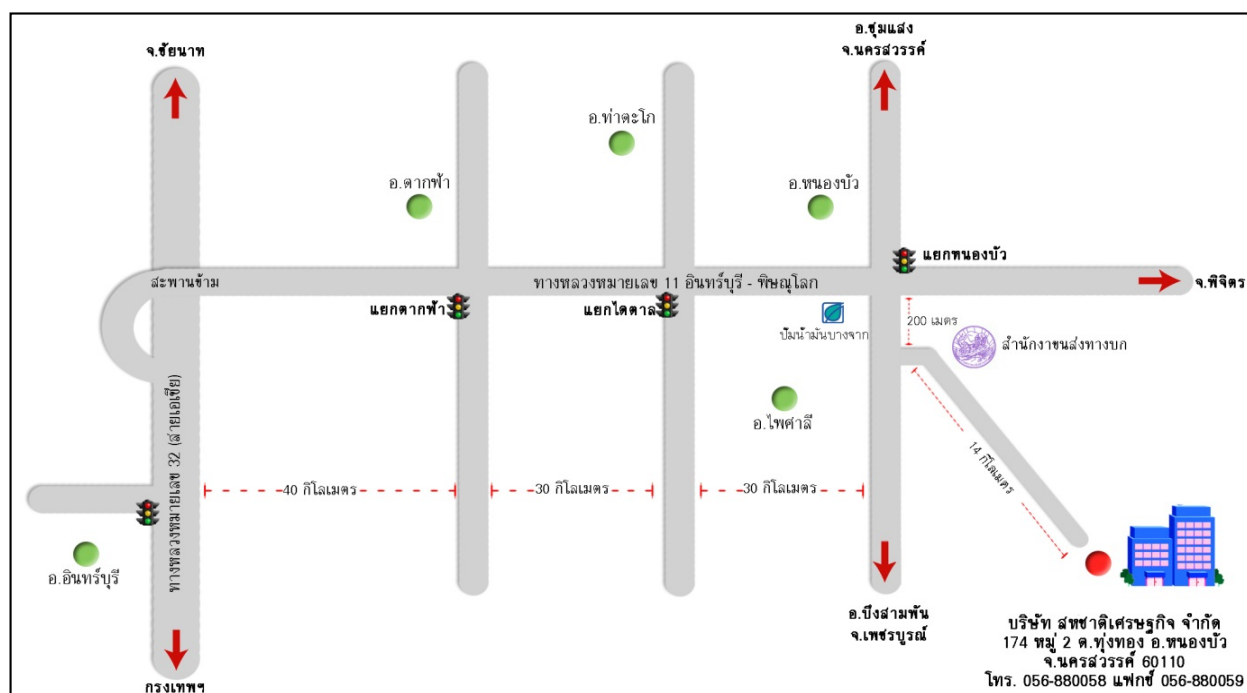 จ.ชัยนาท
อ.ชุมแสง
จ.นครสวรรค์
อ.ท่าตะโก
อ.ตากฟ้า
อ.หนองบัว
แยกหนองบัว
สะพานข้าม
ทางหลวงหมายเลข 11 อินทร์บุรี - พิษณุโลก
จ.พิจิตร
แยกตากฟ้า
แยกไดตาล
ปั๊มน้ำมันบางจาก
200 เมตร
สำนักงาขนส่งทางบก
อ.ไพศาลี
ทางหลวงหมายเลข 32 (สายเอเชีย)
14 กิโลเมตร
40 กิโลเมตร
30 กิโลเมตร
30 กิโลเมตร
อ.อินทร์บุรี
อ.บึงสามพัน
จ.เพชรบูรณ์
กรุงเทพฯ
บริษัท สหชาติเศรษฐกิจ จำกัด
174 หมู่ 2 ต.ทุ่งทอง อ.หนองบัว
จ.นครสวรรค์ 60110
โทร. 056-880058 แฟกซ์ 056-880059